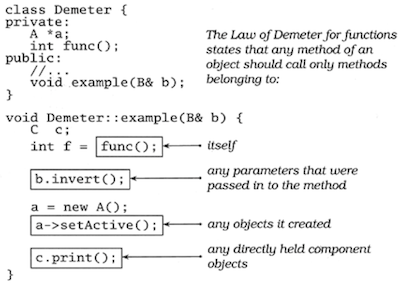 class Demeter {
private:
A *a;
int func();
public:
//...
void example(B& b);
}
The Law of Demeter for functions
states that any method of an
object should call only methods
belonging to:
void Demeter::example(B& b) {
C c;
int f = func();
itself
b.invert();
any parameters that were
passed in to the method
a = new A();
a->setActive();
any objects it created
c.print();
any directly held component
objects
}